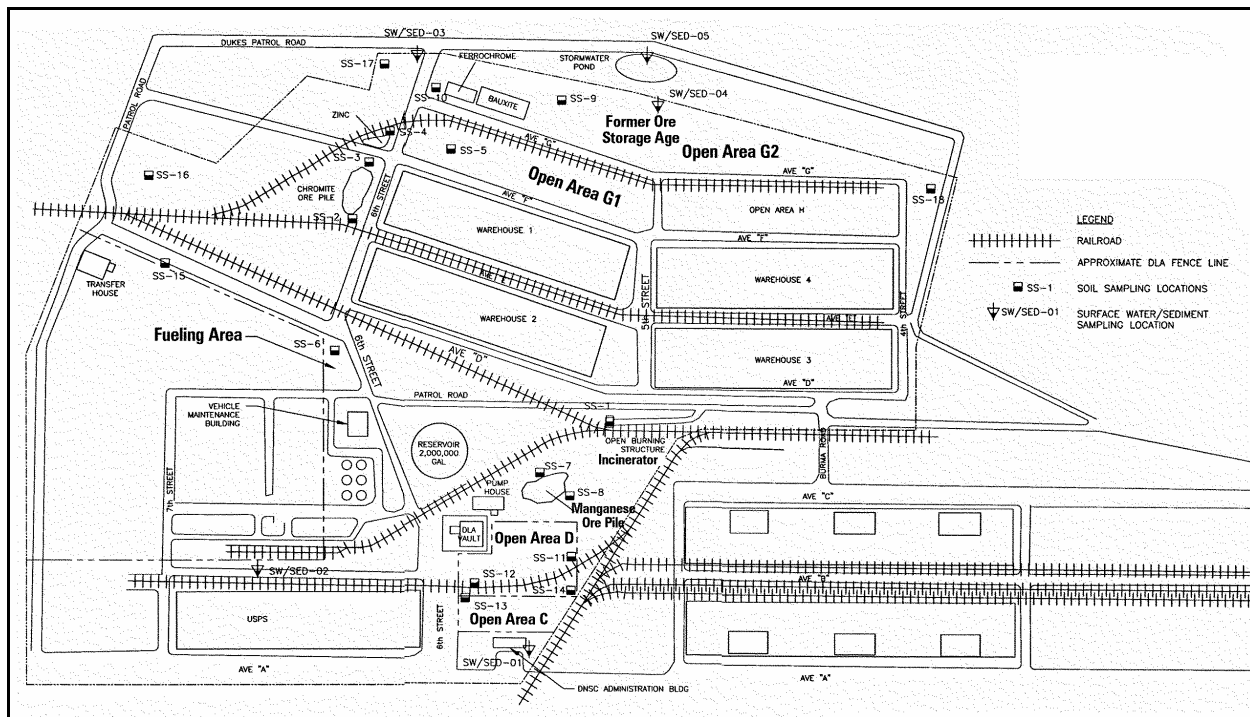 SW/SED-03
SW/SED-05
DUKES PATROL ROAD
FERROCHROME
STORMWATER
POND
SS-17
SS-10
BAUXITE
SS-9
SW/SED-04
PATROL ROAD
ZINC
SS-4
Former Ore
Storage Age
AVE "G"
SS-3
SS-5
Open Area G2
SS-16
CHROMITE
ORE PILE
6th STREET
Open Area G1
AVE "G"
SS-18
AVE "F"
OPEN AREA H
SS-2
WAREHOUSE 1
AVE "F"
LEGEND
RAILROAD
APPROXIMATE DLA FENCE LINE
SS-1
SOIL SAMPLING LOCATIONS
SW/SED-01
SURFACE WATER/SEDIMENT
SAMPLING LOCATION
SS-15
TRANSFER
HOUSE
AVE E
WAREHOUSE 4
5th STREET
4th STREET
AVE "E"
WAREHOUSE 2
Fueling Area
SS-6
6th STREET
AVE "D"
WAREHOUSE 3
AVE "D"
PATROL ROAD
VEHICLE
MAINTENANCE
BUILDING
SS-1
RESERVOIR
2,000,000
GAL
OPEN BURNING
STRUCTURE
Incinerator
BURMA ROAD
7th STREET
SS-7
PUMP
HOUSE
SS-8
AVE "C"
Manganese
Ore Pile
DLA
VAULT
Open Area D
SS-11
SW/SED-02
SS-12
SS-14
AVE "B"
SS-13
USPS
6th STREET
Open Area C
SW/SED-01
AVE "A"
AVE "A"
DNSC ADMINISTRATION BLDG